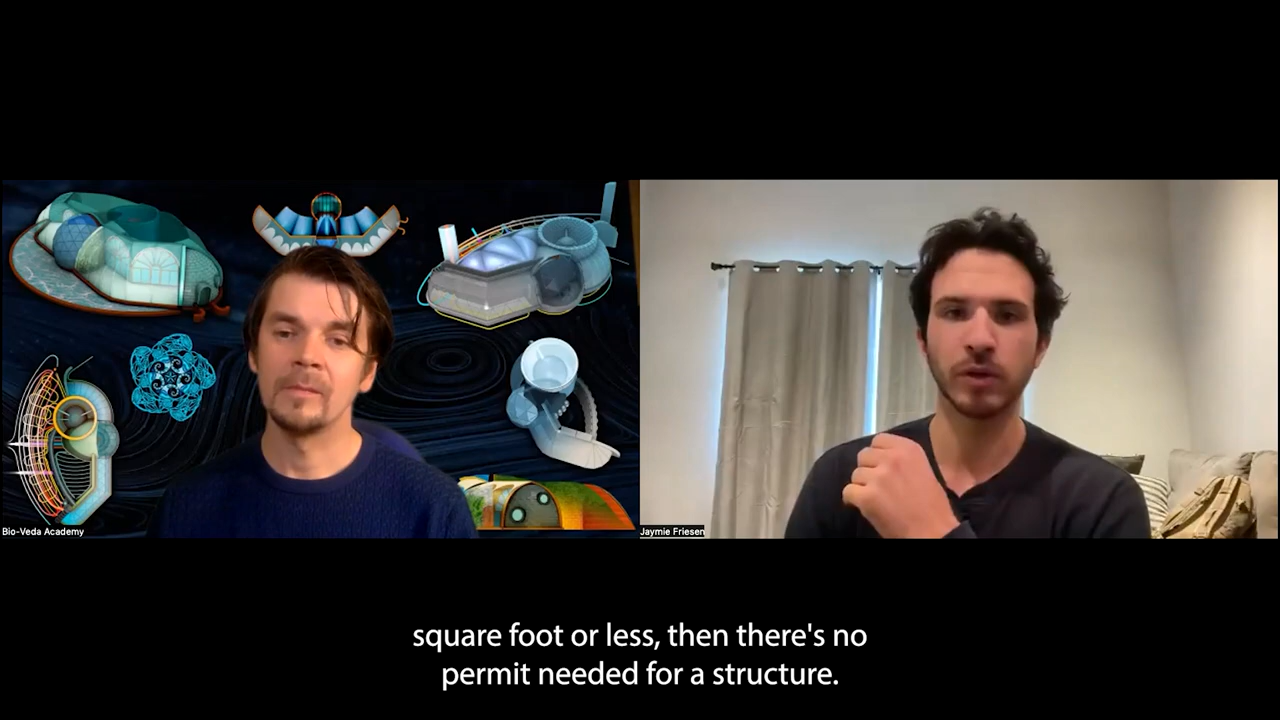 Bio-Veda Academy
Jaymie Friesen
square foot or less, then there's no
permit needed for a structure.